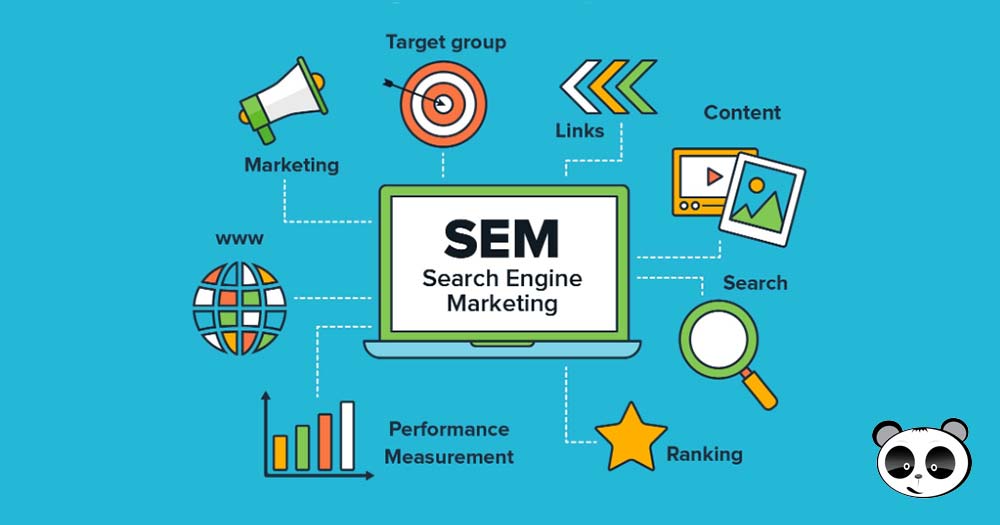 Target group
Links
Content
Marketing
www
SEM
Search Engine
Marketing
Search
Performance
Measurement
Ranking